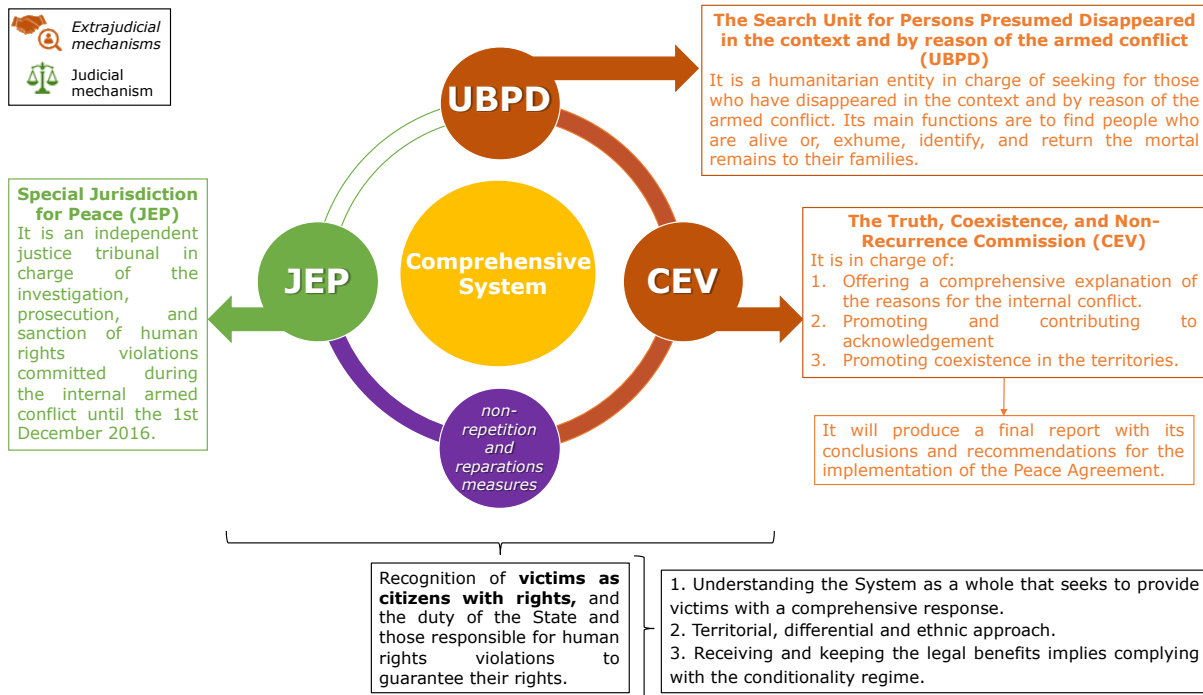 Extrajudicial
mechanisms
Judicial
mechanism
UBPD
The Search Unit for Persons Presumed Disappeared
in the context and by reason of the armed conflict
(UBPD)
It is a humanitarian entity in charge of seeking for those
who have disappeared in the context and by reason of the
armed conflict. Its main functions are to find people who
are alive or, exhume, identify, and return the mortal
remains to their families.
Special Jurisdiction
for Peace (JEP)
It is an independent
justice tribunal in
charge of the
investigation,
prosecution, and
sanction of human
rights violations
committed during
the internal armed
conflict until the 1st
December 2016.
JEP
Comprehensive
System
CEV
The Truth, Coexistence, and Non-
Recurrence Commission (CEV)
It is in charge of:
1. Offering a comprehensive explanation of
the reasons for the internal conflict.
2. Promoting and contributing to
acknowledgement
3. Promoting coexistence in the territories.
It will produce a final report with its
conclusions and recommendations for the
implementation of the Peace Agreement.
non-
repetition
and
reparations
measures
Recognition of victims as
citizens with rights, and
the duty of the State and
those responsible for human
rights violations to
guarantee their rights.
1. Understanding the System as a whole that seeks to provide
victims with a comprehensive response.
2. Territorial, differential and ethnic approach.
3. Receiving and keeping the legal benefits implies complying
with the conditionality regime.